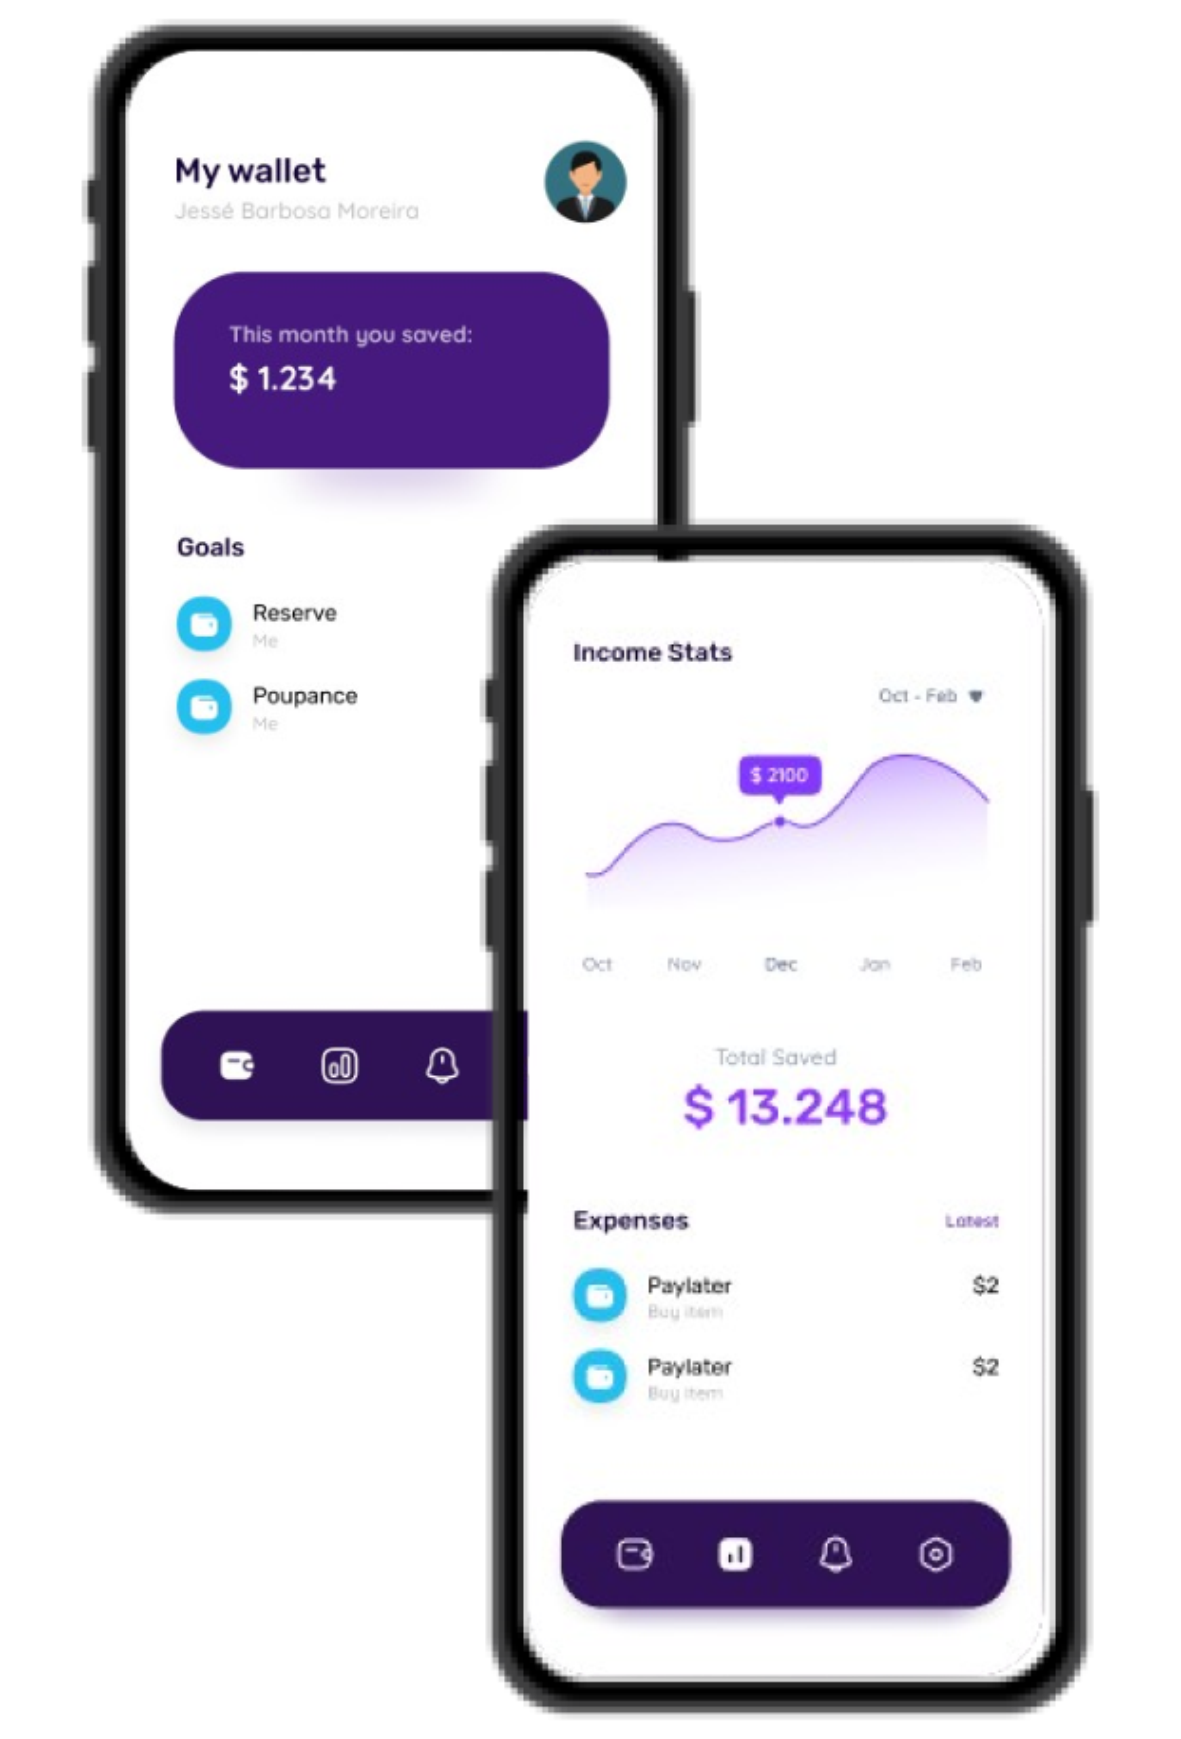 My wallet
Jessé Barbosa Moreira
This month you saved:
$ 1.234
Goals
Reserve
Me
Poupance
Me
Income Stats
Oct - Feb
$ 2100
Oct Nov Dec Jan Feb
Total Saved
$ 13.248
Expenses Latest
Paylater $2
Buy item
Paylater $2
Buy item